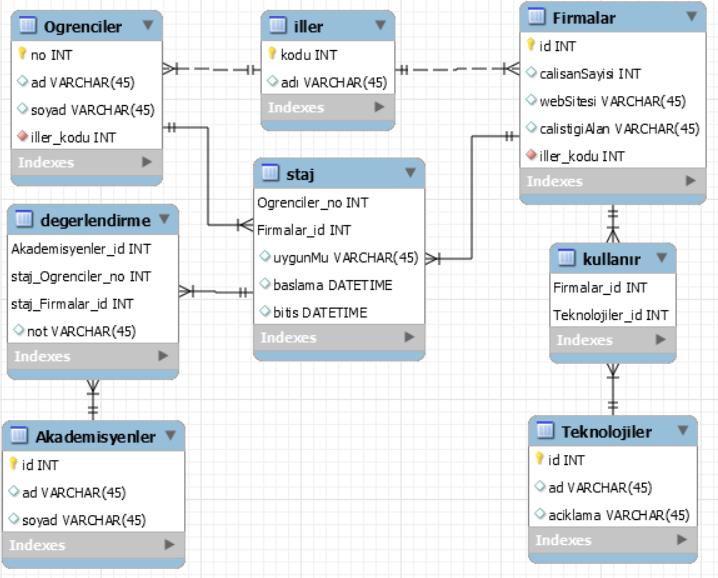 Ogrenciler
no INT
ad VARCHAR(45)
soyad VARCHAR(45)
iller_kodu INT
Indexes
iller
kodu INT
adı VARCHAR(45)
Indexes
Firmalar
id INT
calisanSayisi INT
webSitesi VARCHAR(45)
calistigiAlan VARCHAR(45)
iller_kodu INT
Indexes
staj
Ogrenciler_no INT
Firmalar_id INT
uygunMu VARCHAR(45)
baslama DATETIME
bitis DATETIME
Indexes
degerlendirme
Akademisyenler_id INT
staj_Ogrenciler_no INT
staj_Firmalar_id INT
not VARCHAR(45)
Indexes
kullanır
Firmalar_id INT
Teknolojiler_id INT
Indexes
Akademisyenler
id INT
ad VARCHAR(45)
soyad VARCHAR(45)
Indexes
Teknolojiler
id INT
ad VARCHAR(45)
aciklama VARCHAR(45)
Indexes